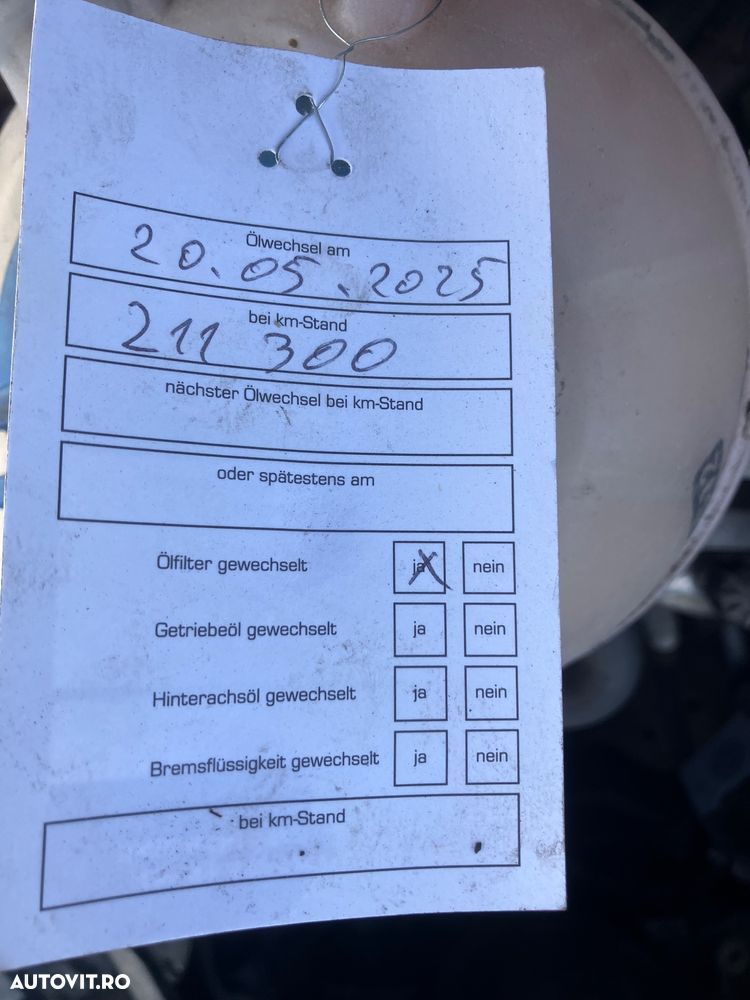 Ölwechsel am
20.05.2025
bei km-Stand
211 300
nächster Ölwechsel bei km-Stand
oder spätestens am
Ölfilter gewechselt ja nein
Getriebeöl gewechselt ja nein
Hinterachsöl gewechselt ja nein
Bremsflüssigkeit gewechselt ja nein
bei km-Stand
AUTOVIT.RO